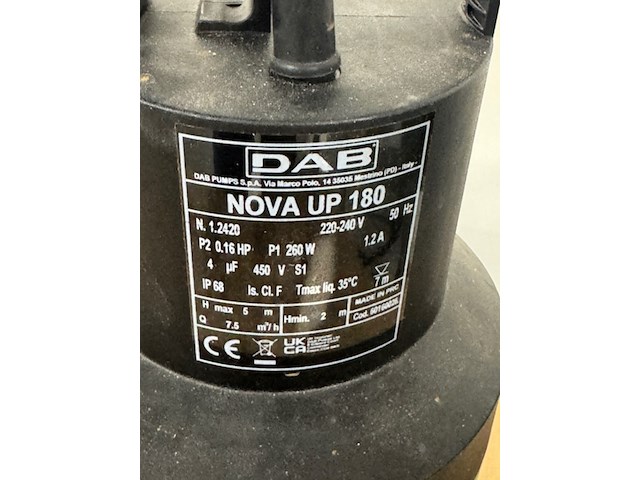 DAB
DAB PUMPS S.p.A. Via Marco Polo, 14 35035 Mestrino (PD) - Italy
NOVA UP 180
N. 1.2420 220-240 V 50 Hz
P2 0.16 HP P1 260 W 1.2 A
4 µF 450 V S1
IP 68 Is. Cl. F Tmax liq. 35°C 7 m
H max 5 m Hmin. 2 m MADE IN PRC
Q 7.5 m³/h Cod.
CE UK CA